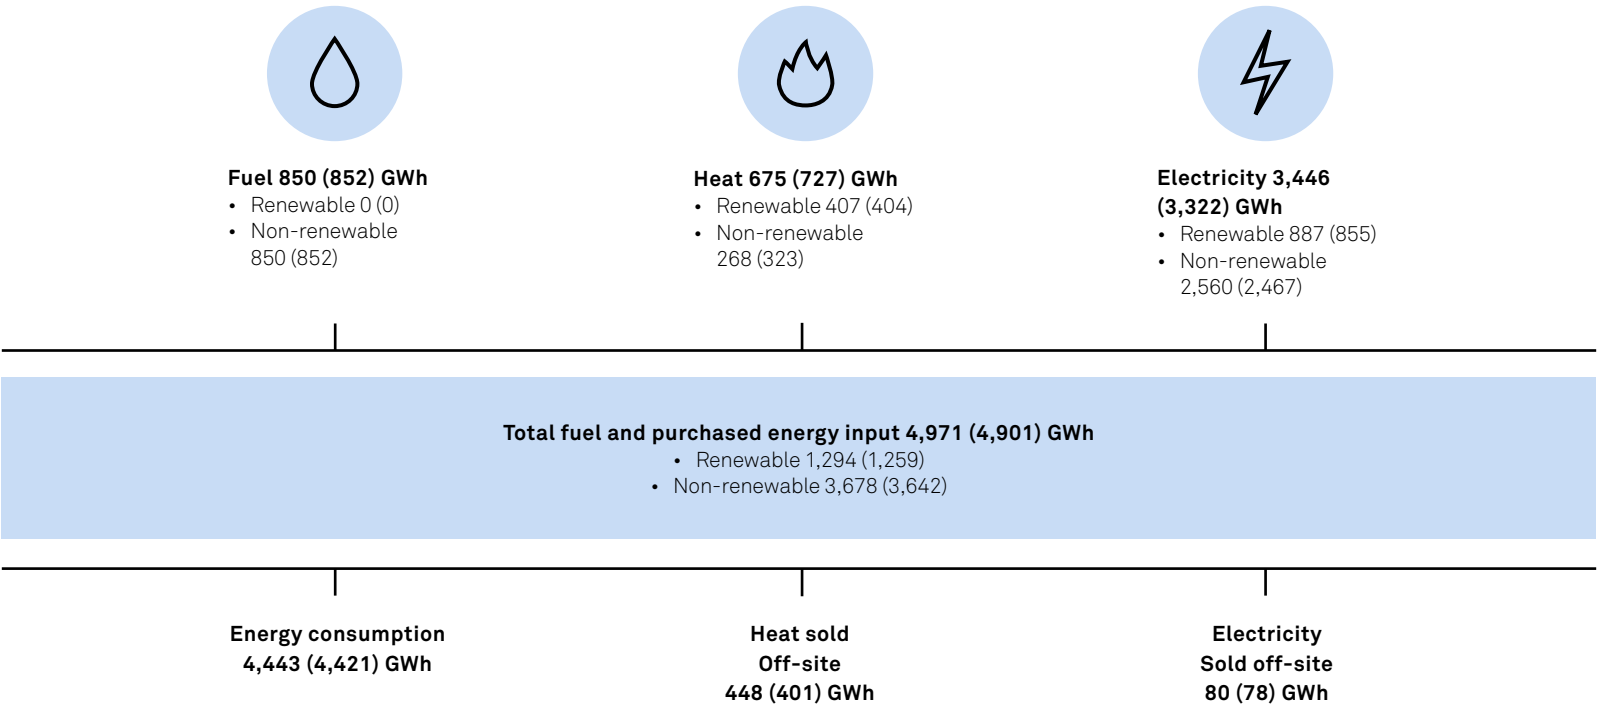 Fuel 850 (852) GWh
• Renewable 0 (0)
• Non-renewable
850 (852)
Heat 675 (727) GWh
• Renewable 407 (404)
• Non-renewable
268 (323)
Electricity 3,446
(3,322) GWh
• Renewable 887 (855)
• Non-renewable
2,560 (2,467)
Total fuel and purchased energy input 4,971 (4,901) GWh
• Renewable 1,294 (1,259)
• Non-renewable 3,678 (3,642)
Energy consumption
4,443 (4,421) GWh
Heat sold
Off-site
448 (401) GWh
Electricity
Sold off-site
80 (78) GWh